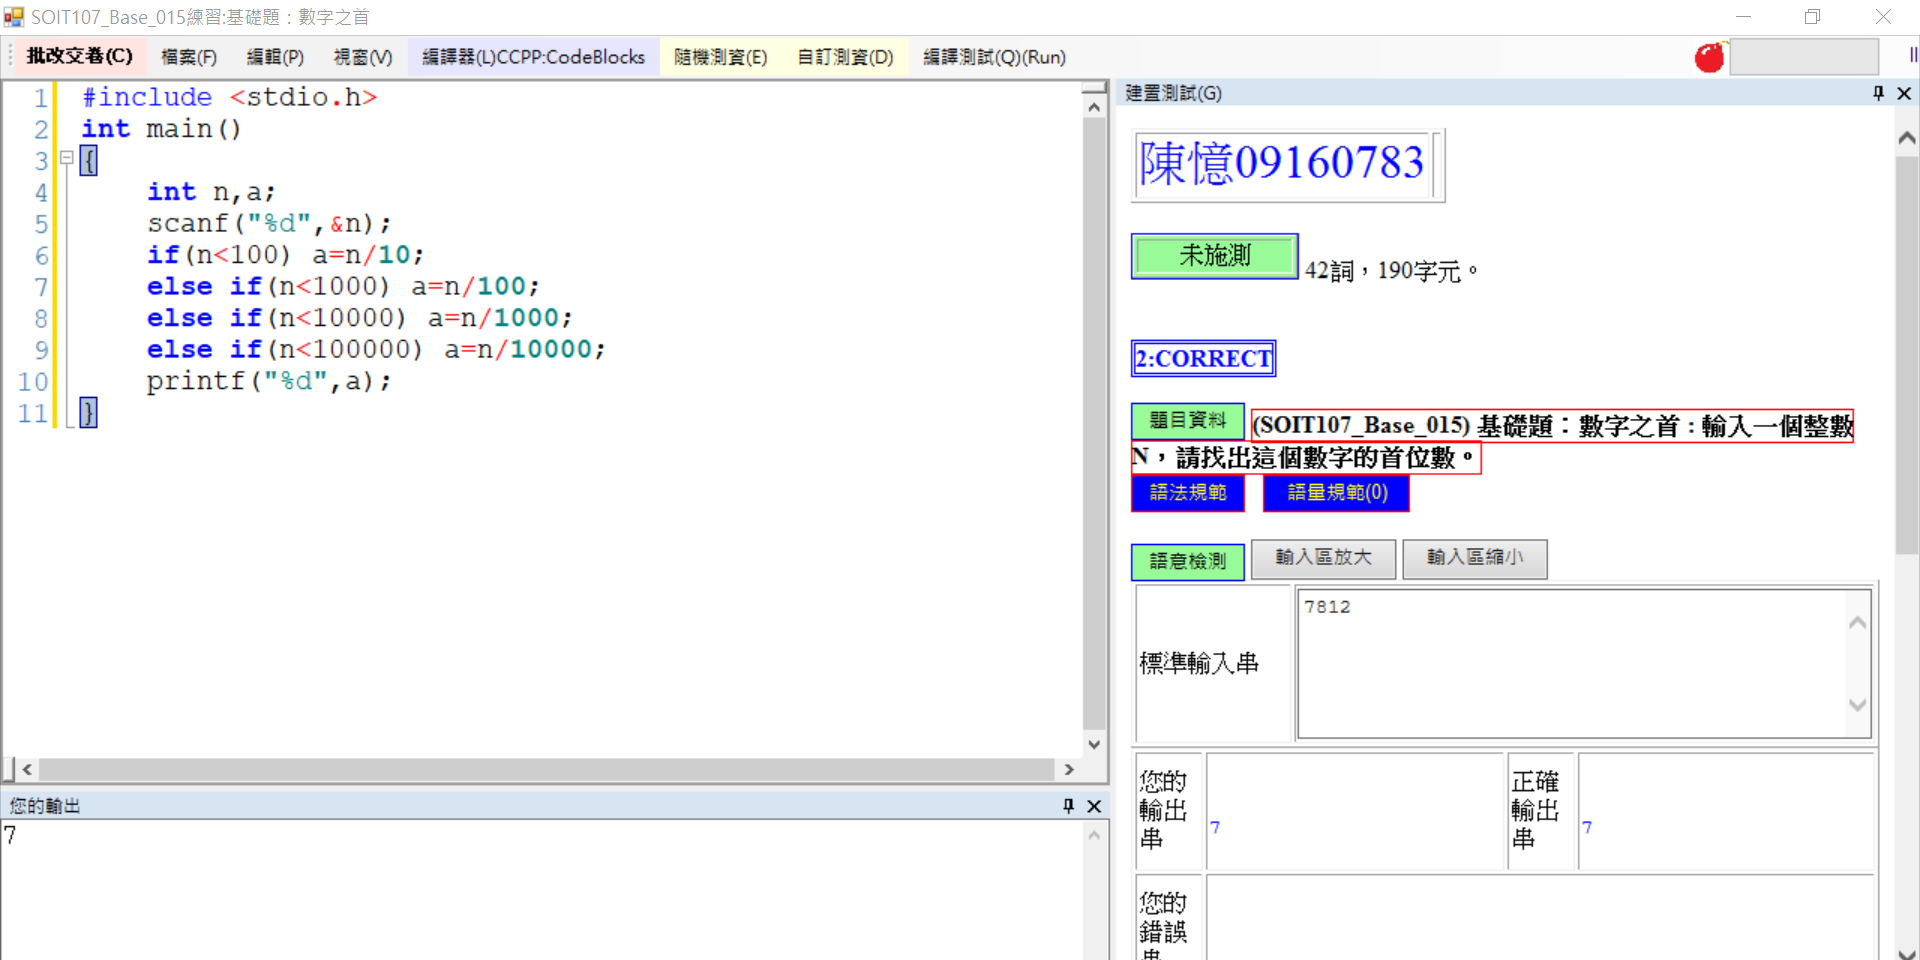 SOIT107_Base_015練習:基礎題：數字之首
批改交卷(C) 檔案(F) 編輯(P) 視窗(V) 編譯器(L)CCPP:CodeBlocks 隨機測資(E) 自訂測資(D) 編譯測試(Q)(Run)
1 #include <stdio.h>
2 int main()
3 {
4 int n,a;
5 scanf("%d",&n);
6 if(n<100) a=n/10;
7 else if(n<1000) a=n/100;
8 else if(n<10000) a=n/1000;
9 else if(n<100000) a=n/10000;
10 printf("%d",a);
11 }
您的輸出
7
建置測試(G)
陳憶09160783
未施測 42詞，190字元。
2:CORRECT
題目資料 (SOIT107_Base_015) 基礎題：數字之首：輸入一個整數
N，請找出這個數字的首位數。
語法規範 語量規範(0)
語意檢測 輸入區放大 輸入區縮小
標準輸入串 7812
您的
輸出
串
7
正確
輸出
串
7
您的
錯誤